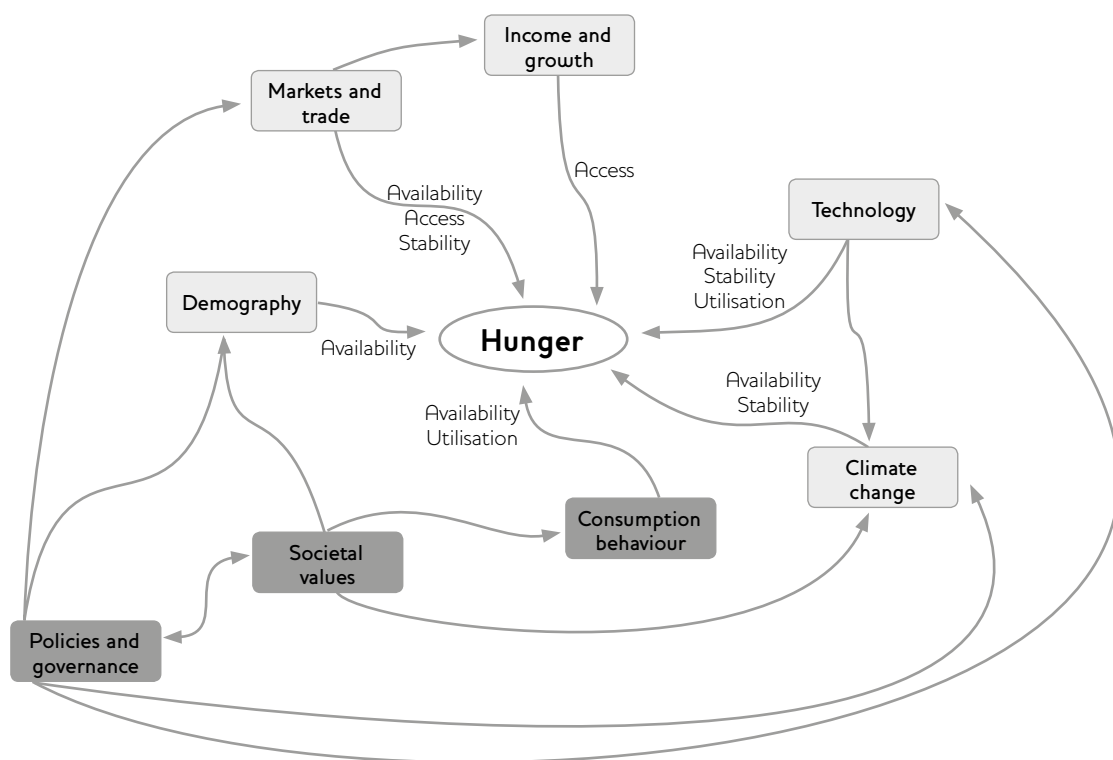 Income and
growth
Markets and
trade
Access
Availability
Access
Stability
Technology
Availability
Stability
Utilisation
Demography
Availability
Hunger
Availability
Stability
Availability
Utilisation
Climate
change
Consumption
behaviour
Societal
values
Policies and
governance